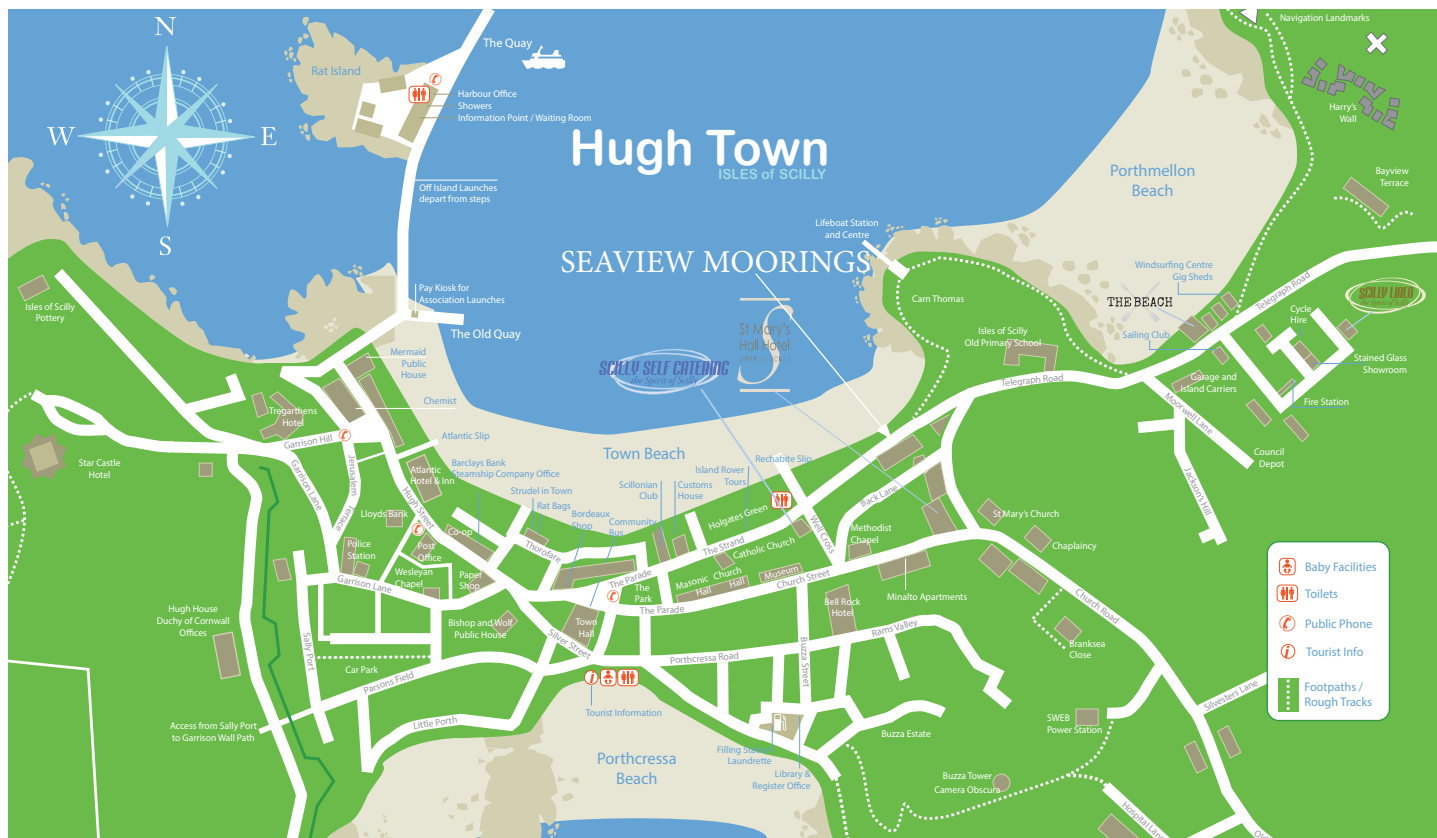 N
W
E
S
Rat Island
The Quay
Harbour Office
Showers
Information Point / Waiting Room
Hugh Town
ISLES of SCILLY
Off Island Launches
depart from steps
Pay Kiosk for
Association Launches
The Old Quay
Lifeboat Station
and Centre
SEAVIEW MOORINGS
Navigation Landmarks
Harry's
Wall
Bayview
Terrace
Porthmellon
Beach
Windsurfing Centre
Gig Sheds
THE BEACH
Sailing Club
Telegraph Road
Cycle
Hire
SCILLY LINEN
the Spirit of Scilly
Stained Glass
Showroom
Fire Station
Garage and
Island Carriers
Moorwell Lane
Council
Depot
Jackson's Hill
Carn Thomas
Isles of Scilly
Old Primary School
Telegraph Road
St Mary's
Hall Hotel
SCILLY SELF CATERING
the Spirit of Scilly
Isles of Scilly
Pottery
Mermaid
Public
House
Chemist
Tregarthens
Hotel
Garrison Hill
Star Castle
Hotel
Atlantic Slip
Atlantic
Hotel & Inn
Barclays Bank
Steamship Company Office
Strudel in Town
Rat Bags
Bordeaux
Shop
Community
Bus
Town Beach
Scillonian
Club
Customs
House
Island Rover
Tours
Rechabite Slip
Garrison Lane
Jerusalem
Terrace
Hugh Street
Lloyds Bank
Police
Station
Post
Office
Co-op
Wesleyan
Chapel
Paper
Shop
Garrison Lane
Thorofare
The Parade
The
Park
The Strand
Holgates Green
Catholic Church
Masonic
Hall
Church
Hall
Museum
Church Street
The Parade
Well Cross
Back Lane
Methodist
Chapel
St Mary's Church
Chaplaincy
Minalto Apartments
Bell Rock
Hotel
Rams Valley
Church Road
Branksea
Close
Hugh House
Duchy of Cornwall
Offices
Sally Port
Bishop and Wolf
Public House
Town
Hall
Silver Street
Porthcressa Road
Buzza Street
Car Park
Parsons Field
Little Porth
Access from Sally Port
to Garrison Wall Path
Tourist Information
Porthcressa
Beach
Filling Station
Laundrette
Library &
Register Office
Buzza Estate
SWEB
Power Station
Silvesters Lane
Buzza Tower
Camera Obscura
Baby Facilities
Toilets
Public Phone
Tourist Info
Footpaths /
Rough Tracks